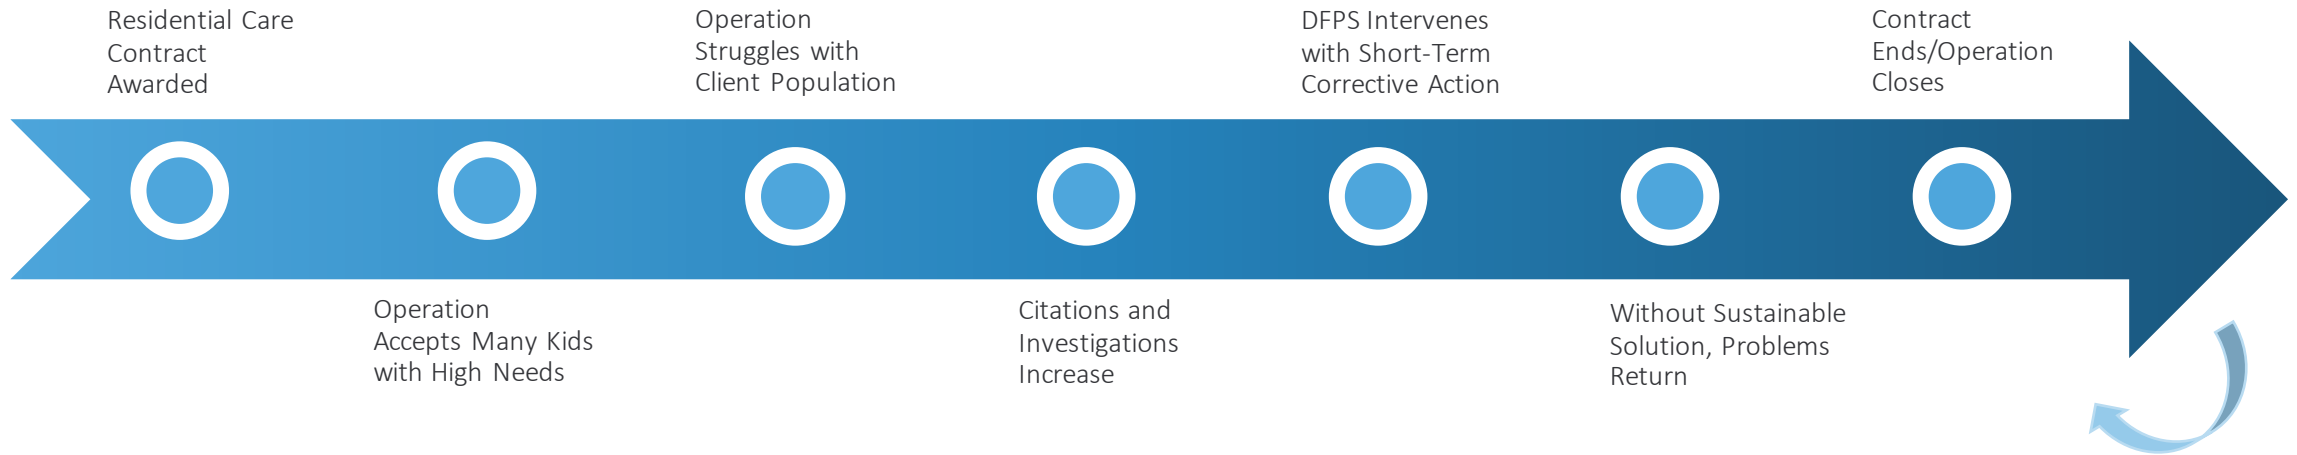 Residential Care
Contract
Awarded
Operation
Accepts Many Kids
with High Needs
Operation
Struggles with
Client Population
Citations and
Investigations
Increase
DFPS Intervenes
with Short-Term
Corrective Action
Without Sustainable
Solution, Problems
Return
Contract
Ends/Operation
Closes